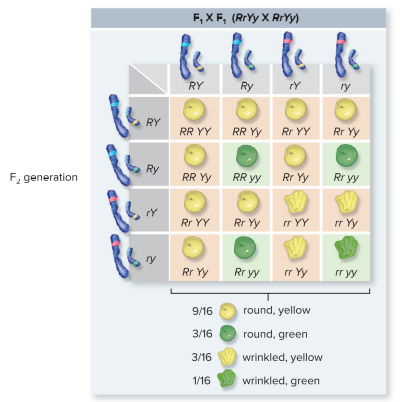 F₁ X F₁ (RrYy X RrYy)
RY Ry rY ry
RY
RR YY RR Yy Rr YY Rr Yy
Ry
RR Yy RR yy Rr Yy Rr yy
F₂ generation
rY
Rr YY Rr Yy rr YY rr Yy
ry
Rr Yy Rr yy rr Yy rr yy
9/16 round, yellow
3/16 round, green
3/16 wrinkled, yellow
1/16 wrinkled, green